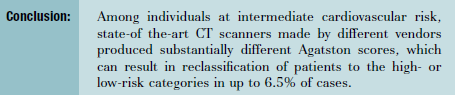 Conclusion: Among individuals at intermediate cardiovascular risk,
state-of the-art CT scanners made by different vendors
produced substantially different Agatston scores, which
can result in reclassification of patients to the high- or
low-risk categories in up to 6.5% of cases.